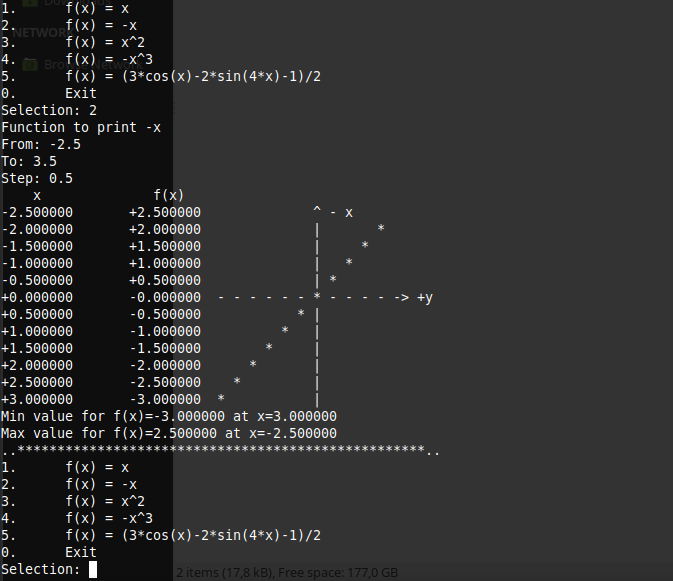 1.      f(x) = x
NETWORK
2.      f(x) = -x
3.      f(x) = x^2
4.      f(x) = -x^3
Browse Network
5.      f(x) = (3*cos(x)-2*sin(4*x)-1)/2
0.      Exit
Selection: 2
Function to print -x
From: -2.5
To: 3.5
Step: 0.5
    x              f(x)
-2.500000       +2.500000              ^ - x
-2.000000       +2.000000              |       *
-1.500000       +1.500000              |     *
-1.000000       +1.000000              |   *
-0.500000       +0.500000              | *
+0.000000       -0.000000  - - - - - - * - - - - -> +y
+0.500000       -0.500000            * |
+1.000000       -1.000000          *   |
+1.500000       -1.500000        *     |
+2.000000       -2.000000      *       |
+2.500000       -2.500000    *         |
+3.000000       -3.000000  *           |
Min value for f(x)=-3.000000 at x=3.000000
Max value for f(x)=2.500000 at x=-2.500000
..***************************************************..
1.      f(x) = x
2.      f(x) = -x
3.      f(x) = x^2
4.      f(x) = -x^3
5.      f(x) = (3*cos(x)-2*sin(4*x)-1)/2
0.      Exit
Selection:
2 items (17,8 kB), Free space: 177,0 GB